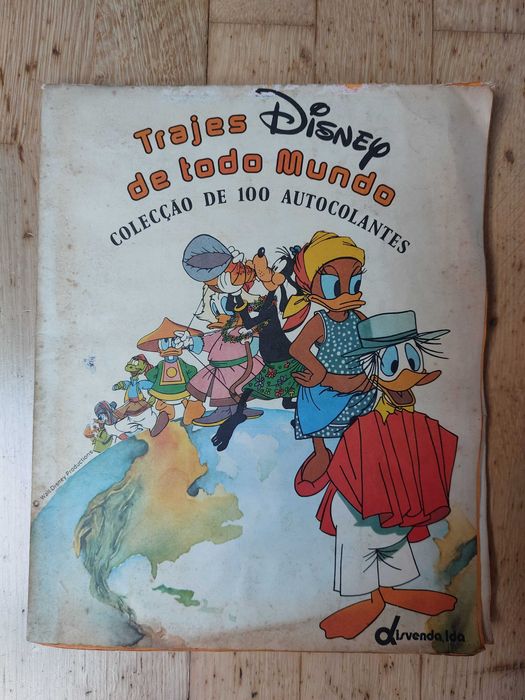 Trajes Disney
de todo Mundo
COLECÇÃO DE 100 AUTOCOLANTES
© Walt Disney Productions
disvenda, lda